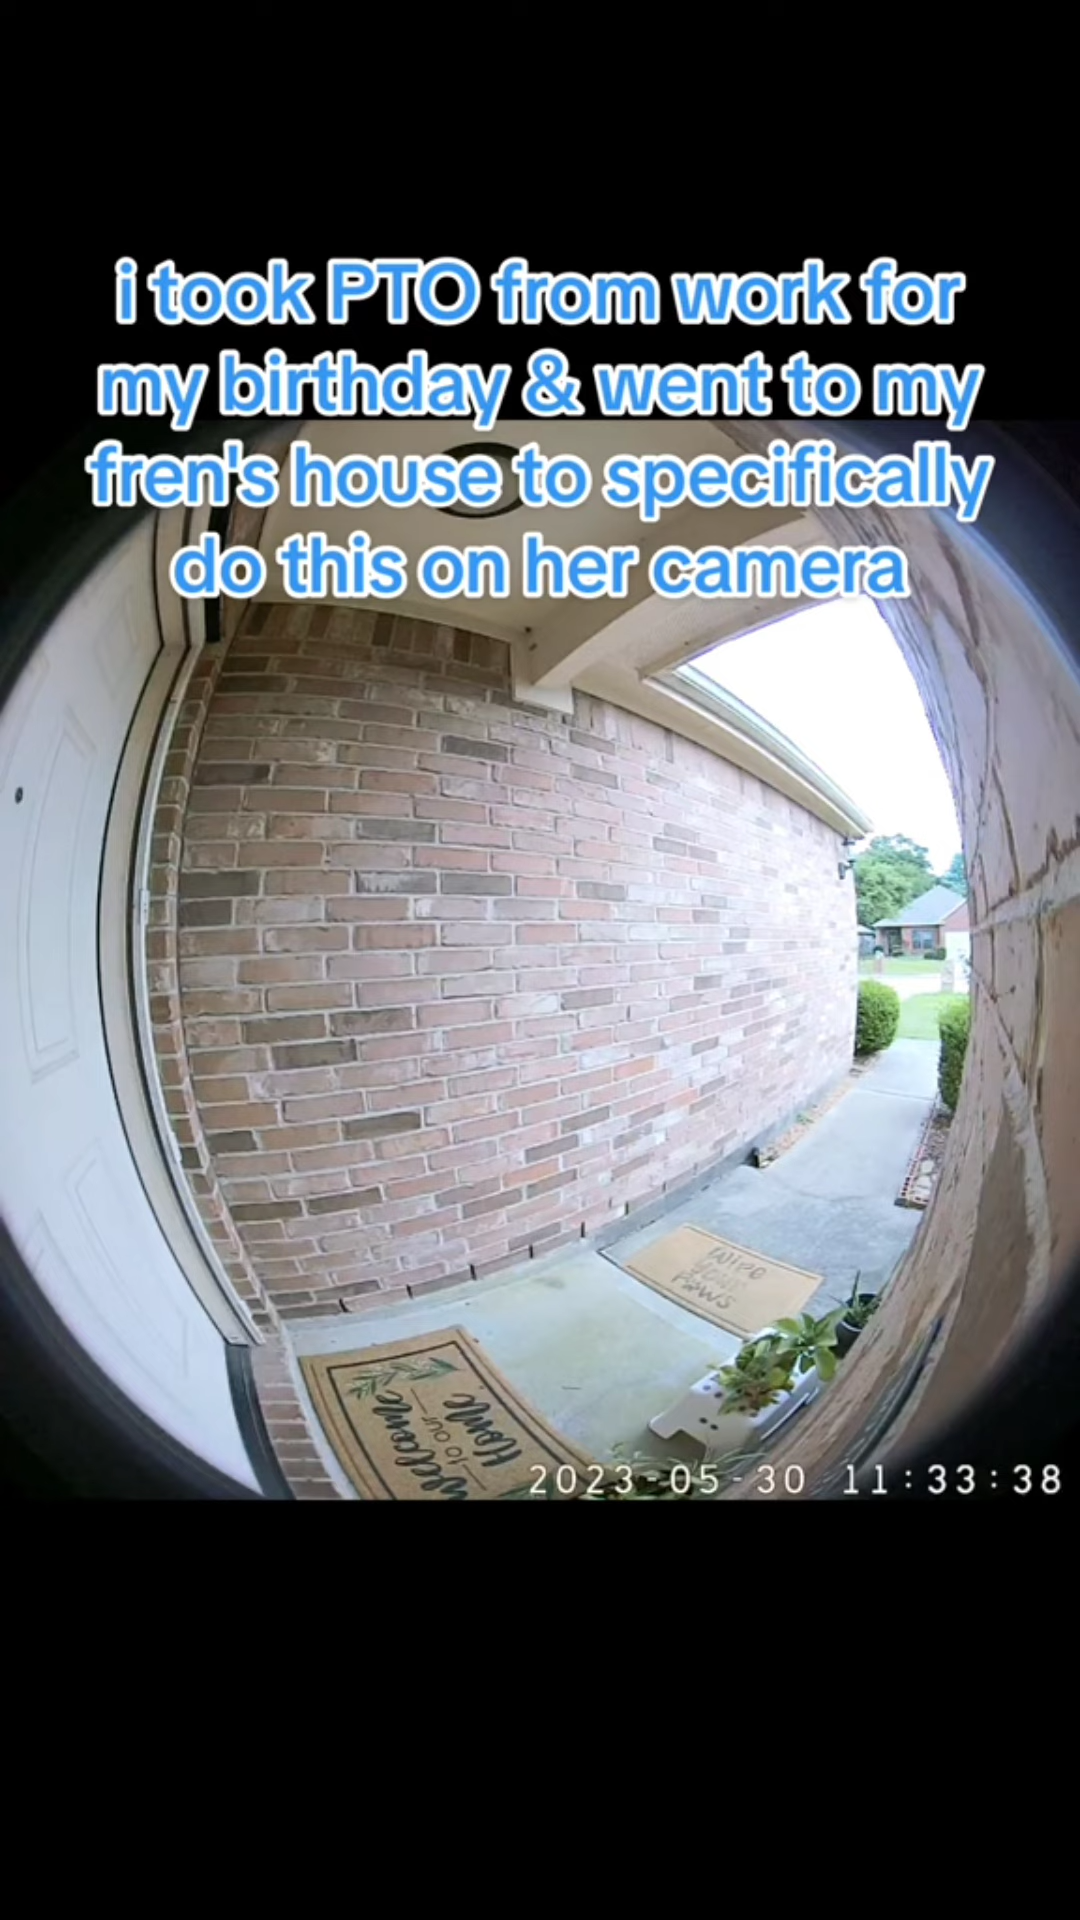 i took PTO from work for
my birthday & went to my
fren's house to specifically
do this on her camera
WIPE
YOUR
PAWS
welcome
TO OUR
Home
2023-05-30 11:33:38